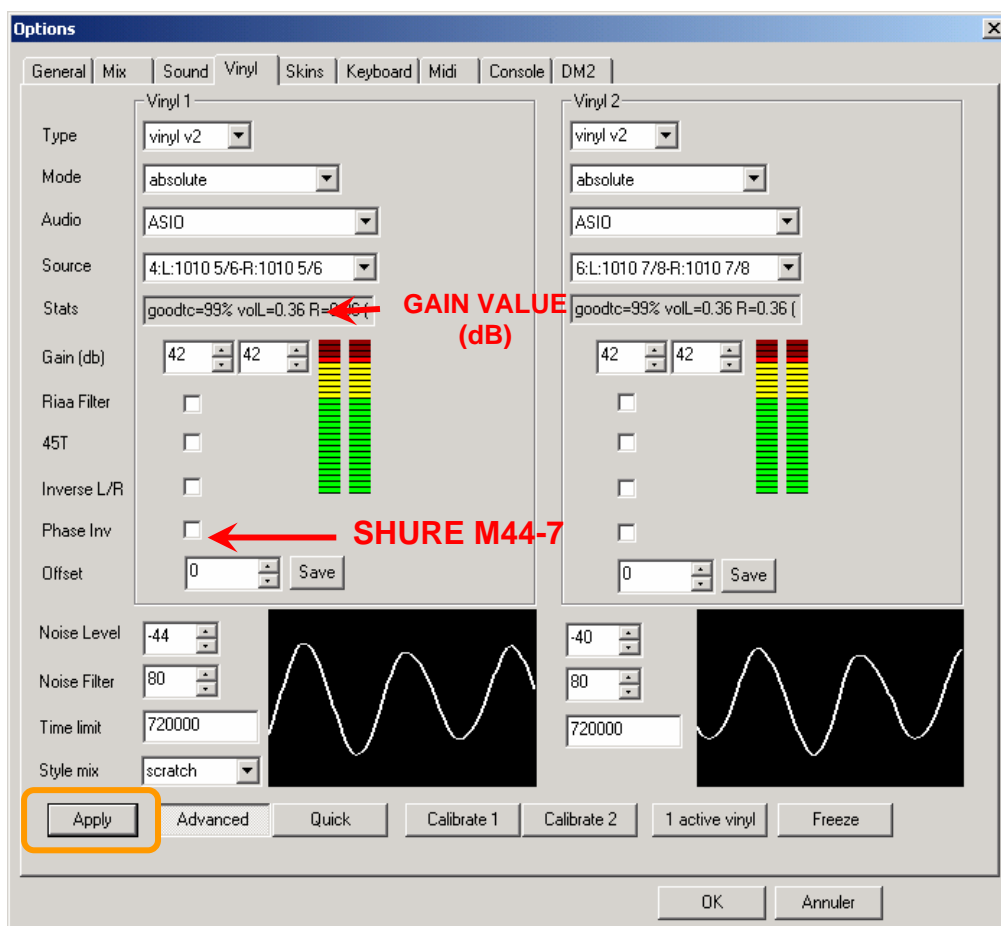 Options
General Mix Sound Vinyl Skins Keyboard Midi Console DM2
Vinyl 1 Vinyl 2
Type vinyl v2 vinyl v2
Mode absolute absolute
Audio ASIO ASIO
Source 4:L:1010 5/6-R:1010 5/6 6:L:1010 7/8-R:1010 7/8
Stats goodtc=99% volL=0.36 R=0.36 ( GAIN VALUE goodtc=99% volL=0.36 R=0.36 (
(dB)
Gain (db) 42 42 42 42
Riaa Filter
45T
Inverse L/R
Phase Inv SHURE M44-7
Offset 0 Save 0 Save
Noise Level -44 -40
Noise Filter 80 80
Time limit 720000 720000
Style mix scratch
Apply Advanced Quick Calibrate 1 Calibrate 2 1 active vinyl Freeze
OK Annuler